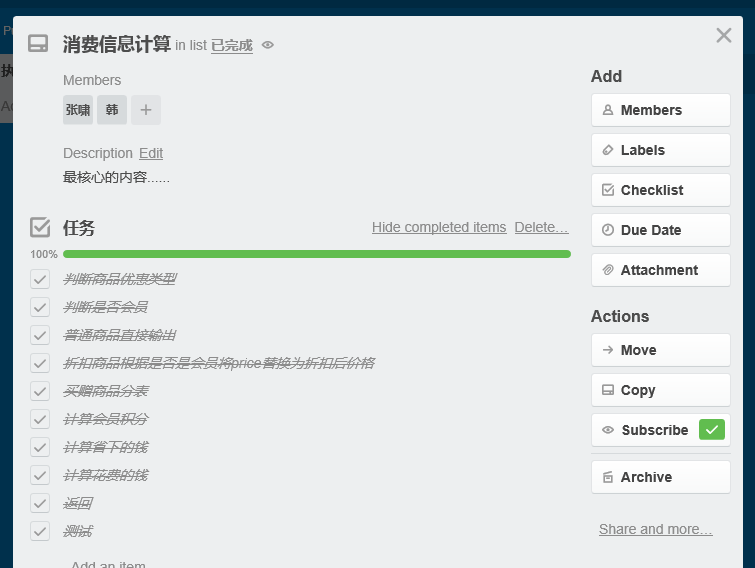 消费信息计算 in list 已完成
Members
张啸 韩
Description Edit
最核心的内容......
任务 Hide completed items Delete…
100%
判断商品优惠类型
判断是否会员
普通商品直接输出
折扣商品根据是否是会员将price替换为折扣后价格
买赠商品分表
计算会员积分
计算省下的钱
计算花费的钱
返回
测试
Add an item
Add
Members
Labels
Checklist
Due Date
Attachment
Actions
Move
Copy
Subscribe
Archive
Share and more…